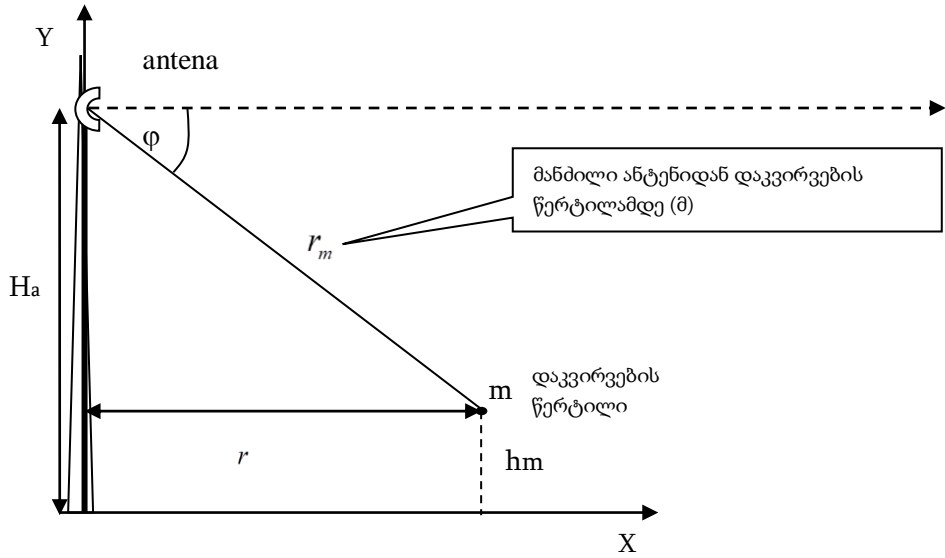 Y
antena
φ
მანძილი ანტენიდან დაკვირვების
წერტილამდე (მ)
rm
Ha
m
დაკვირვების
წერტილი
r
hm
X